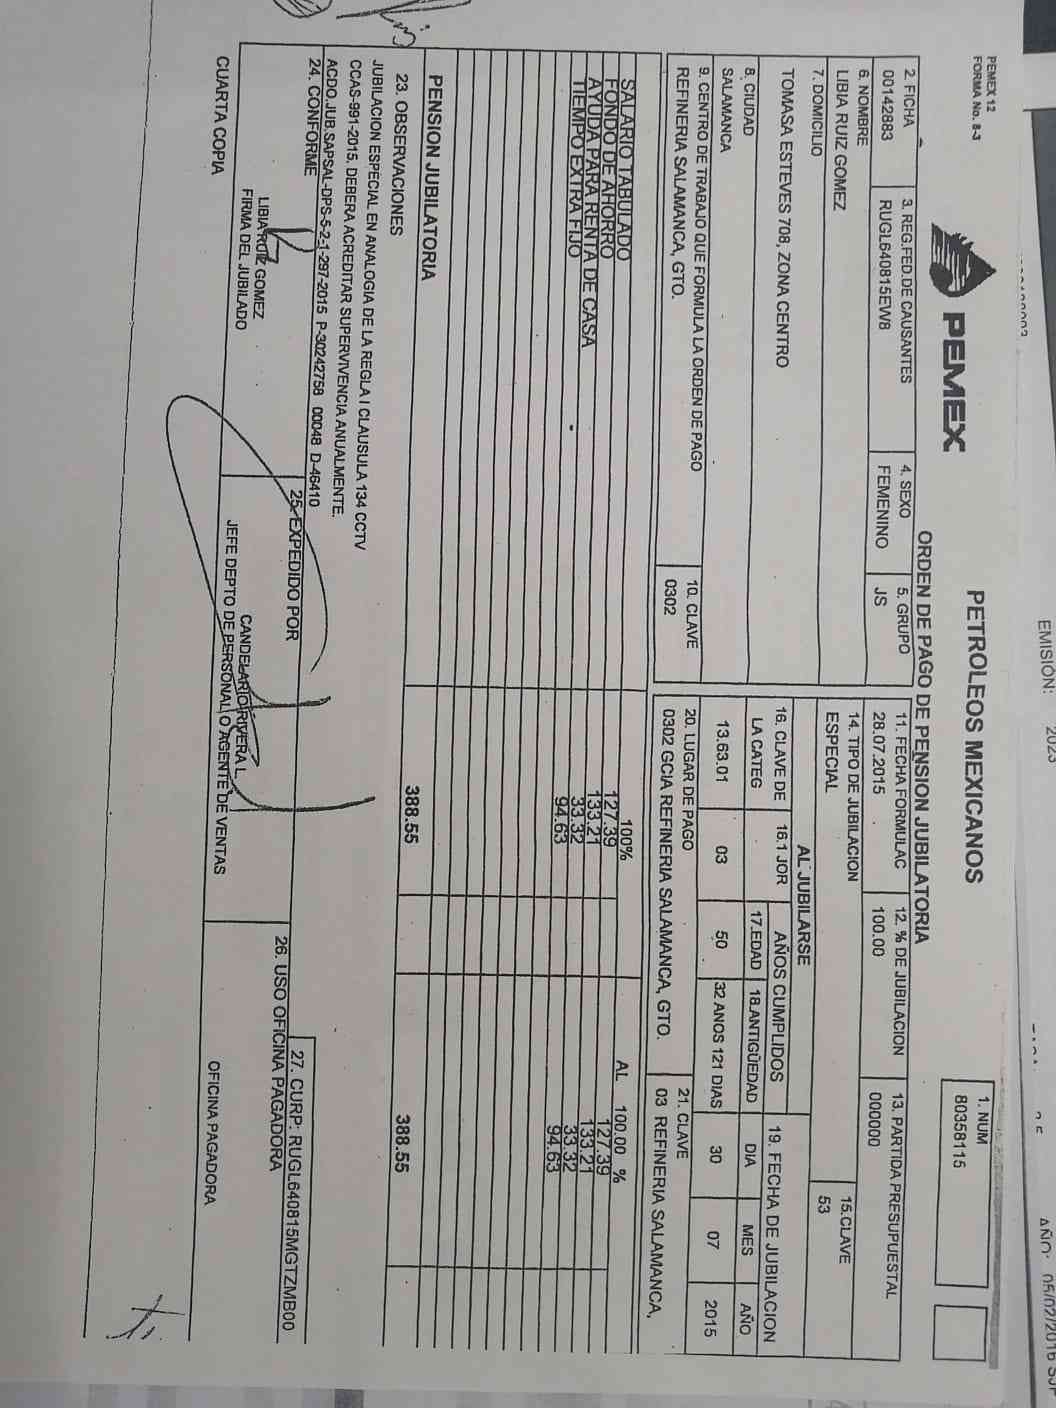 PEMEX 12
FORMA No. 8-3
PEMEX
PETROLEOS MEXICANOS
ORDEN DE PAGO DE PENSION JUBILATORIA
1. NUM
80358115
2. FICHA
00142883
3. REG.FED.DE CAUSANTES
RUGL640815EW8
4. SEXO
FEMENINO
5. GRUPO
JS
6. NOMBRE
LIBIA RUIZ GOMEZ
7. DOMICILIO
TOMASA ESTEVES 708, ZONA CENTRO
8. CIUDAD
SALAMANCA
9. CENTRO DE TRABAJO QUE FORMULA LA ORDEN DE PAGO
REFINERIA SALAMANCA, GTO.
10. CLAVE
0302
11. FECHA FORMULAC
28.07.2015
12. % DE JUBILACION
100.00
13. PARTIDA PRESUPUESTAL
000000
14. TIPO DE JUBILACION
ESPECIAL
15.CLAVE
53
AL JUBILARSE
16. CLAVE DE
LA CATEG
13.63.01
16.1 JOR
03
AÑOS CUMPLIDOS
17.EDAD
50
18.ANTIGÜEDAD
32 ANOS 121 DIAS
19. FECHA DE JUBILACION
DIA MES AÑO
30 07 2015
20. LUGAR DE PAGO
0302 GCIA REFINERIA SALAMANCA, GTO.
21. CLAVE
03 REFINERIA SALAMANCA,
100% AL 100.00 %
SALARIO TABULADO 127.39 127.39
FONDO DE AHORRO 133.21 133.21
AYUDA PARA RENTA DE CASA 33.32 33.32
TIEMPO EXTRA FIJO 94.63 94.63
PENSION JUBILATORIA 388.55 388.55
23. OBSERVACIONES
JUBILACION ESPECIAL EN ANALOGIA DE LA REGLA I CLAUSULA 134 CCTV
CCAS-991-2015. DEBERA ACREDITAR SUPERVIVENCIA ANUALMENTE.
ACDO.JUB.SAPSAL-DPS-5-2-1-297-2015 P-30242758 00048 D-46410
27. CURP: RUGL640815MGTZMB00
24. CONFORME
LIBIA RUIZ GOMEZ
FIRMA DEL JUBILADO
25. EXPEDIDO POR
CANDELARIO RIVERA L.
JEFE DEPTO DE PERSONAL O AGENTE DE VENTAS
26. USO OFICINA PAGADORA
OFICINA PAGADORA
CUARTA COPIA
EMISIÓN: 2023
AÑO: 05/02/2016